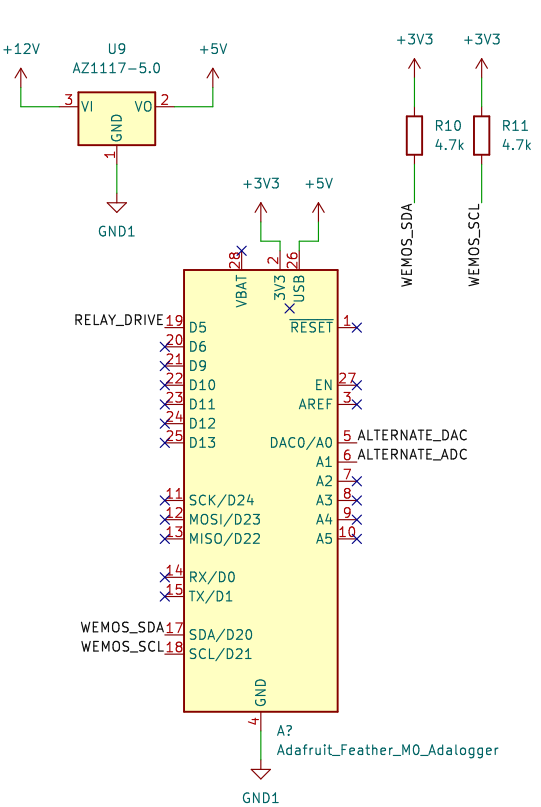 +12V
U9
+5V
AZ1117-5.0
3
VI
VO
2
GND
1
GND1
+3V3
+3V3
R10
4.7k
R11
4.7k
WEMOS_SDA
WEMOS_SCL
+3V3
+5V
28
2
26
VBAT
3V3
USB
RELAY_DRIVE
19
D5
RESET
1
20
D6
21
D9
22
D10
EN
27
23
D11
AREF
3
24
D12
25
D13
DAC0/A0
5
ALTERNATE_DAC
A1
6
ALTERNATE_ADC
A2
7
11
SCK/D24
A3
8
12
MOSI/D23
A4
9
13
MISO/D22
A5
10
14
RX/D0
15
TX/D1
WEMOS_SDA
17
SDA/D20
WEMOS_SCL
18
SCL/D21
GND
4
A?
Adafruit_Feather_M0_Adalogger
GND1